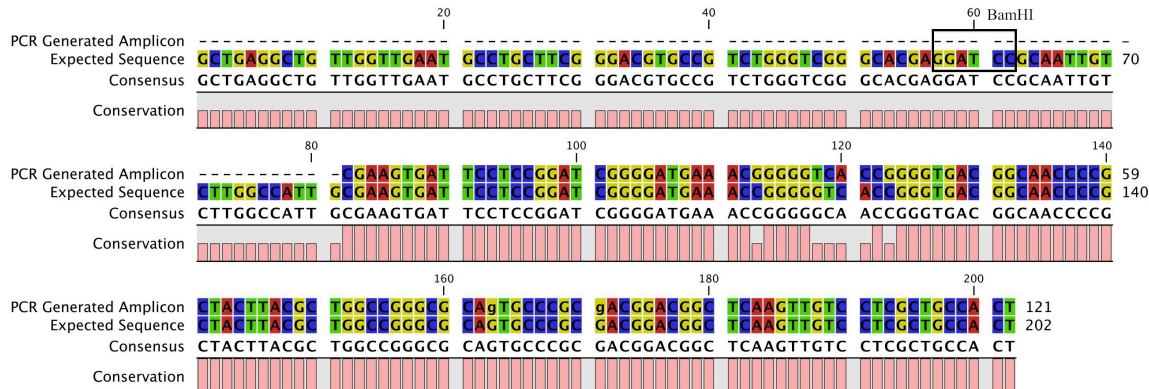 20 40 60 BamHI
PCR Generated Amplicon ---------- ---------- ---------- ---------- ---------- ---------- ---------- -
Expected Sequence GCTGAGGCTG TTGGTTGAAT GCCTGCTTCG GGACGTGCCG TCTGGGTCGG GCACGAGGAT CCGCAATTGT 70
Consensus GCTGAGGCTG TTGGTTGAAT GCCTGCTTCG GGACGTGCCG TCTGGGTCGG GCACGAGGAT CCGCAATTGT
Conservation
80 100 120 140
PCR Generated Amplicon ---------- -CGAAGTGAT TCCTCCGGAT CGGGGATGAA ACGGGGGTCA CCGGGGTGAC GGCAACCCCG 59
Expected Sequence CTTGGCCATT GCGAAGTGAT TCCTCCGGAT CGGGGATGAA ACCGGGGGTC ACCGGGTGAC GGCAACCCCG 140
Consensus CTTGGCCATT GCGAAGTGAT TCCTCCGGAT CGGGGATGAA ACCGGGGGCA ACCGGGTGAC GGCAACCCCG
Conservation
160 180 200
PCR Generated Amplicon CTACTTACGC TGGCCGGGCG CAgTGCCCGC gACGGACGGC TCAAGTTGTC CTCGCTGCCA CT 121
Expected Sequence CTACTTACGC TGGCCGGGCG CAGTGCCCGC GACGGACGGC TCAAGTTGTC CTCGCTGCCA CT 202
Consensus CTACTTACGC TGGCCGGGCG CAGTGCCCGC GACGGACGGC TCAAGTTGTC CTCGCTGCCA CT
Conservation